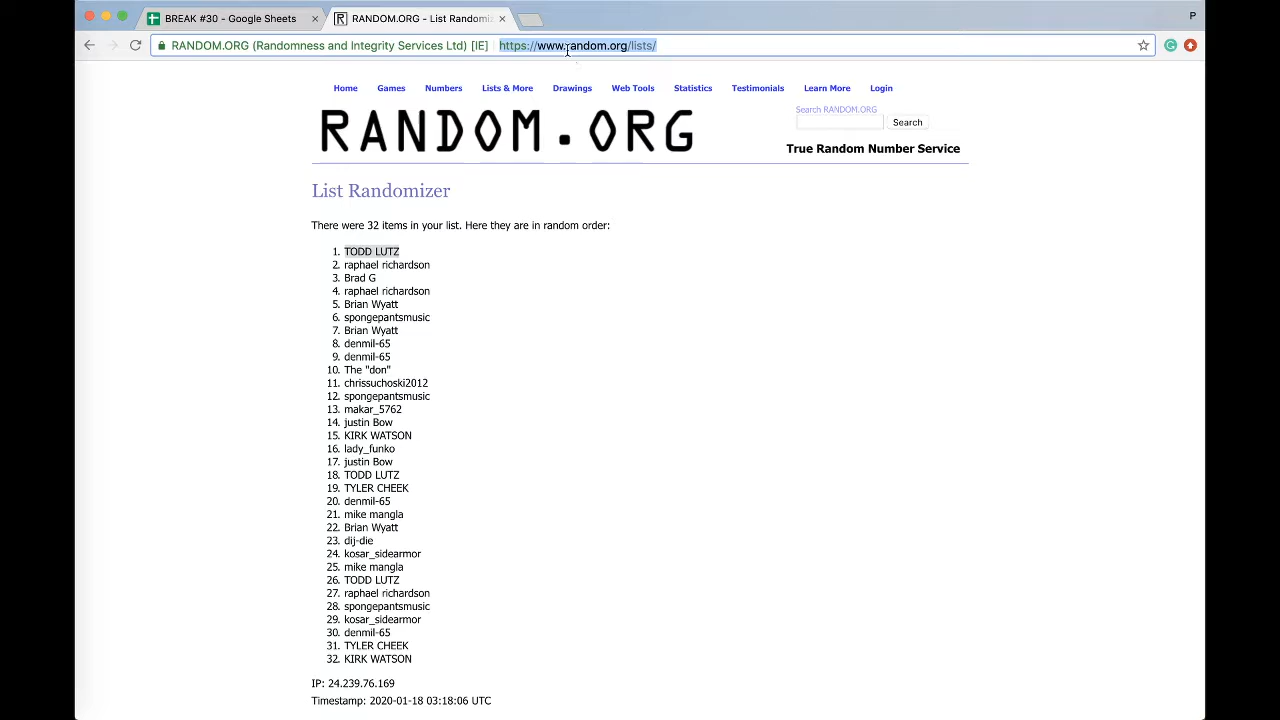 BREAK #30 - Google Sheets
RANDOM.ORG - List Randomiz
P
RANDOM.ORG (Randomness and Integrity Services Ltd) [IE]
https://www.random.org/lists/
Home Games Numbers Lists & More Drawings Web Tools Statistics Testimonials Learn More Login
RANDOM.ORG
Search RANDOM.ORG
Search
True Random Number Service
List Randomizer
There were 32 items in your list. Here they are in random order:
1. TODD LUTZ
2. raphael richardson
3. Brad G
4. raphael richardson
5. Brian Wyatt
6. spongepantsmusic
7. Brian Wyatt
8. denmil-65
9. denmil-65
10. The "don"
11. chrissuchoski2012
12. spongepantsmusic
13. makar_5762
14. justin Bow
15. KIRK WATSON
16. lady_funko
17. justin Bow
18. TODD LUTZ
19. TYLER CHEEK
20. denmil-65
21. mike mangla
22. Brian Wyatt
23. dij-die
24. kosar_sidearmor
25. mike mangla
26. TODD LUTZ
27. raphael richardson
28. spongepantsmusic
29. kosar_sidearmor
30. denmil-65
31. TYLER CHEEK
32. KIRK WATSON
IP: 24.239.76.169
Timestamp: 2020-01-18 03:18:06 UTC